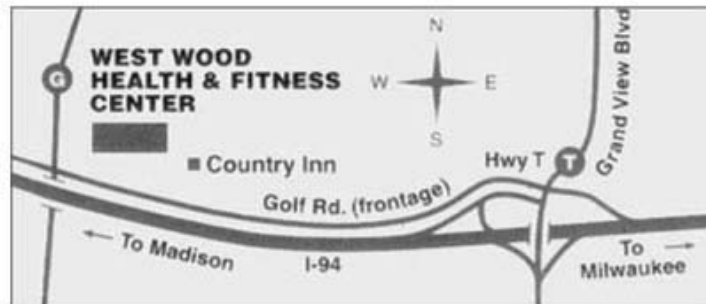 N
WEST WOOD
HEALTH & FITNESS
CENTER
G
W E
S
Grand View Blvd
Country Inn
Hwy T
T
Golf Rd. (frontage)
To Madison
I-94
To
Milwaukee